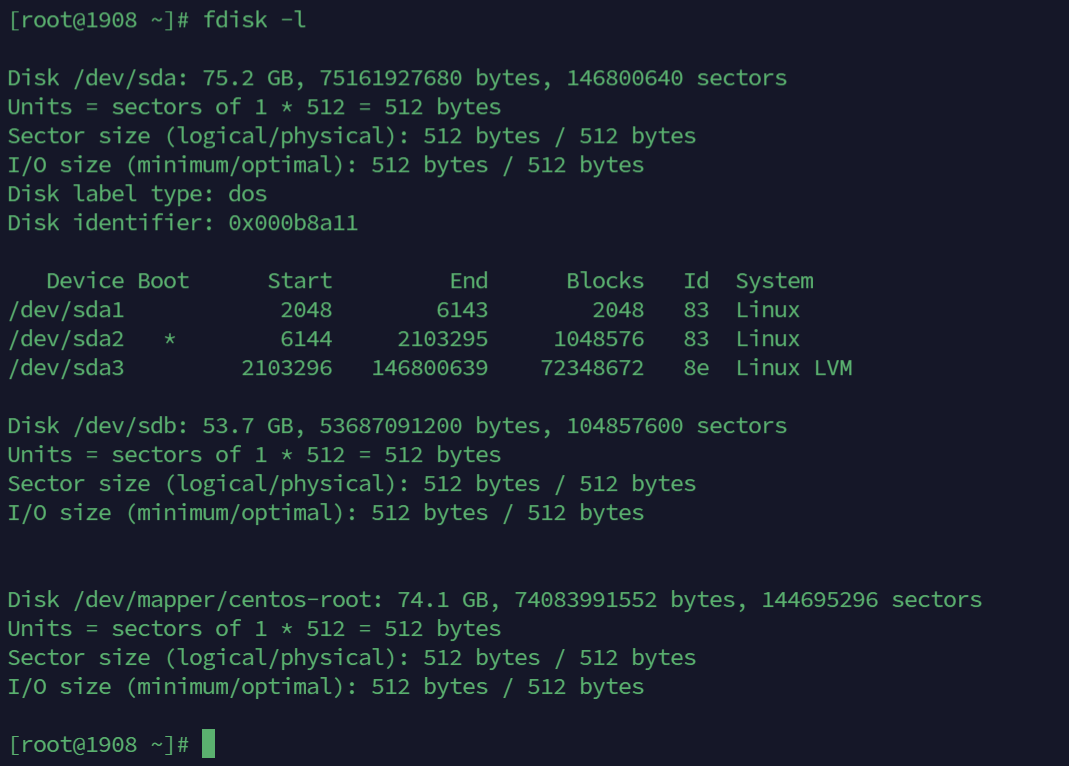 [root@1908 ~]# fdisk -l

Disk /dev/sda: 75.2 GB, 75161927680 bytes, 146800640 sectors
Units = sectors of 1 * 512 = 512 bytes
Sector size (logical/physical): 512 bytes / 512 bytes
I/O size (minimum/optimal): 512 bytes / 512 bytes
Disk label type: dos
Disk identifier: 0x000b8a11

   Device Boot      Start         End      Blocks   Id  System
/dev/sda1            2048        6143        2048   83  Linux
/dev/sda2   *        6144     2103295     1048576   83  Linux
/dev/sda3         2103296   146800639    72348672   8e  Linux LVM

Disk /dev/sdb: 53.7 GB, 53687091200 bytes, 104857600 sectors
Units = sectors of 1 * 512 = 512 bytes
Sector size (logical/physical): 512 bytes / 512 bytes
I/O size (minimum/optimal): 512 bytes / 512 bytes


Disk /dev/mapper/centos-root: 74.1 GB, 74083991552 bytes, 144695296 sectors
Units = sectors of 1 * 512 = 512 bytes
Sector size (logical/physical): 512 bytes / 512 bytes
I/O size (minimum/optimal): 512 bytes / 512 bytes

[root@1908 ~]#